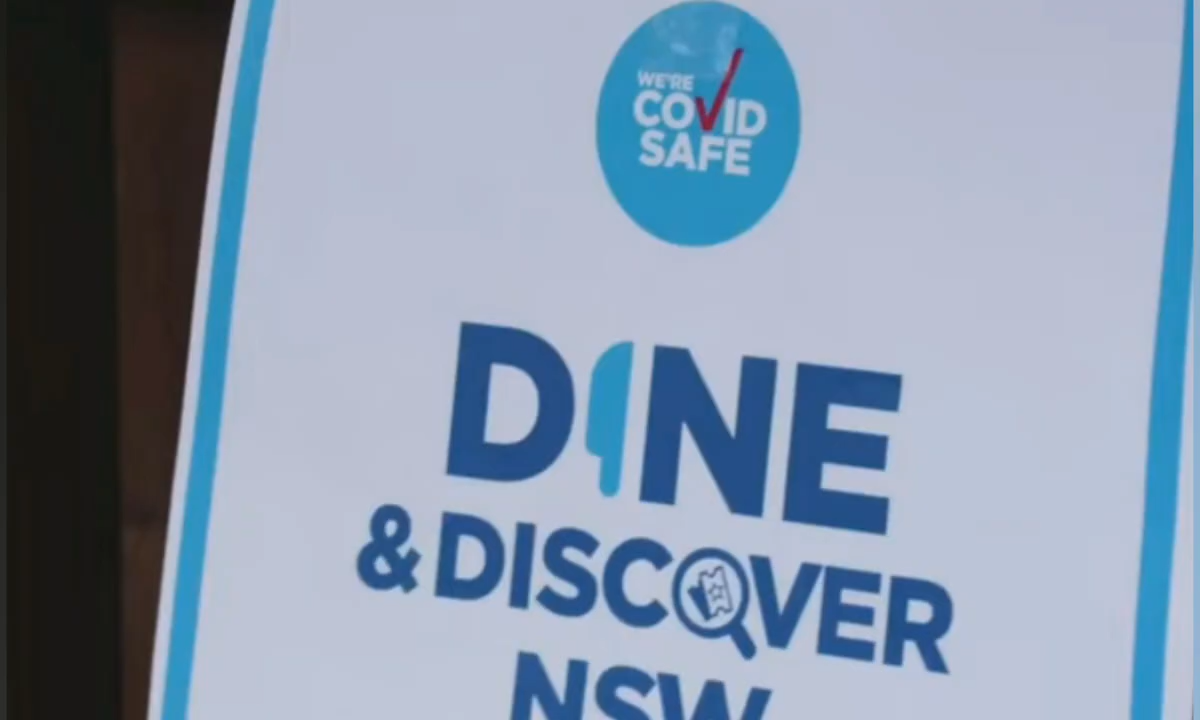 WE'RE
COVID
SAFE
DINE
& DISCOVER
NSW